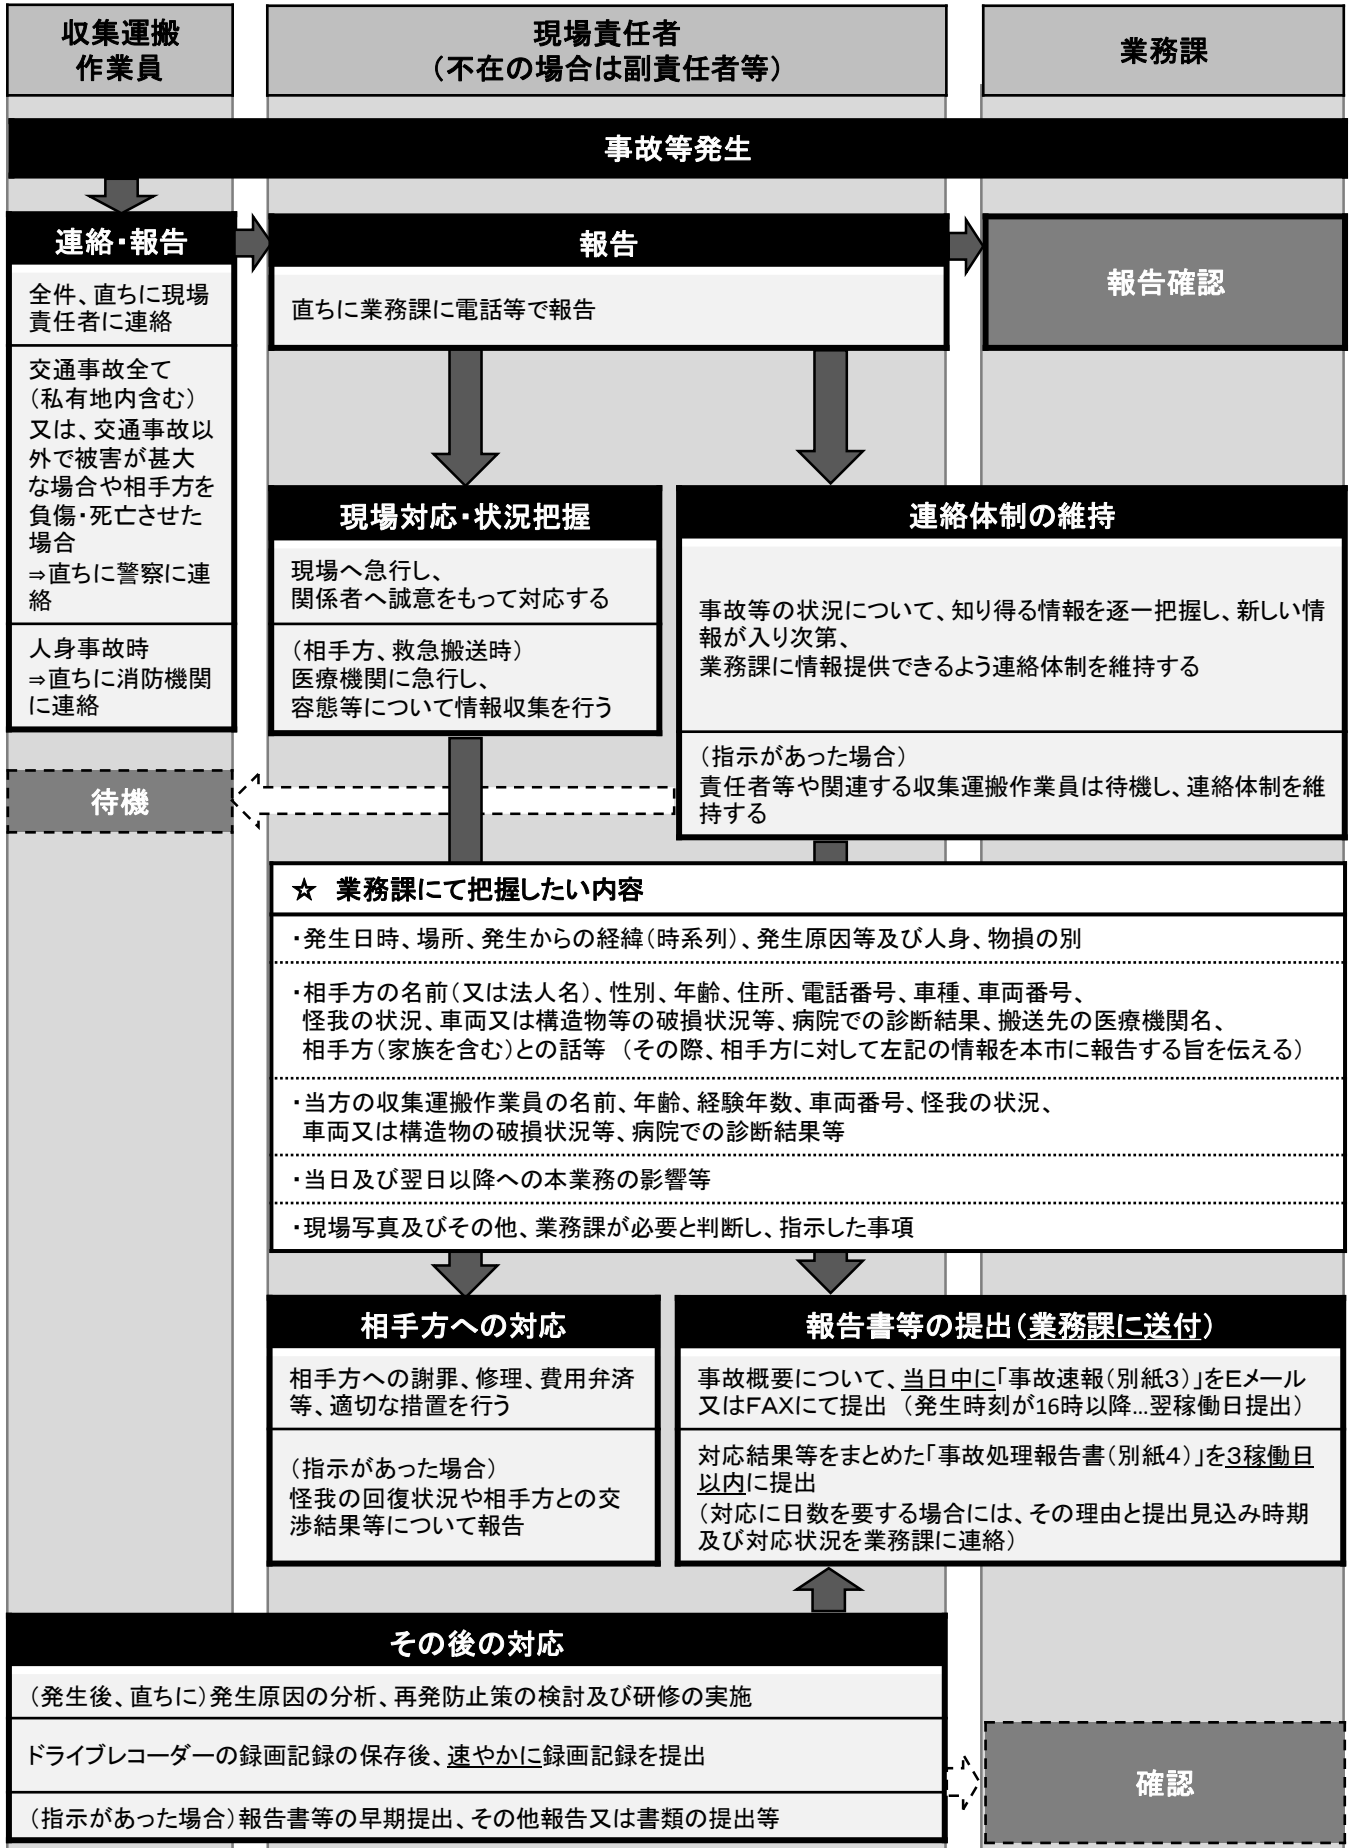 収集運搬
作業員
現場責任者
（不在の場合は副責任者等）
業務課
事故等発生
連絡・報告
全件、直ちに現場
責任者に連絡
交通事故全て
（私有地内含む）
又は、交通事故以
外で被害が甚大
な場合や相手方を
負傷・死亡させた
場合
⇒直ちに警察に連
絡
人身事故時
⇒直ちに消防機関
に連絡
報告
直ちに業務課に電話等で報告
報告確認
現場対応・状況把握
現場へ急行し、
関係者へ誠意をもって対応する
（相手方、救急搬送時）
医療機関に急行し、
容態等について情報収集を行う
連絡体制の維持
事故等の状況について、知り得る情報を逐一把握し、新しい情
報が入り次第、
業務課に情報提供できるよう連絡体制を維持する
（指示があった場合）
責任者等や関連する収集運搬作業員は待機し、連絡体制を維
持する
待機
☆　業務課にて把握したい内容
・発生日時、場所、発生からの経緯（時系列）、発生原因等及び人身、物損の別
・相手方の名前（又は法人名）、性別、年齢、住所、電話番号、車種、車両番号、
怪我の状況、車両又は構造物等の破損状況等、病院での診断結果、搬送先の医療機関名、
相手方（家族を含む）との話等　（その際、相手方に対して左記の情報を本市に報告する旨を伝える）
・当方の収集運搬作業員の名前、年齢、経験年数、車両番号、怪我の状況、
車両又は構造物の破損状況等、病院での診断結果等
・当日及び翌日以降への本業務の影響等
・現場写真及びその他、業務課が必要と判断し、指示した事項
相手方への対応
相手方への謝罪、修理、費用弁済
等、適切な措置を行う
（指示があった場合）
怪我の回復状況や相手方との交
渉結果等について報告
報告書等の提出（業務課に送付）
事故概要について、当日中に「事故速報（別紙３）」をEメール
又はFAXにて提出　（発生時刻が16時以降…翌稼働日提出）
対応結果等をまとめた「事故処理報告書（別紙４）」を３稼働日
以内に提出
（対応に日数を要する場合には、その理由と提出見込み時期
及び対応状況を業務課に連絡）
その後の対応
（発生後、直ちに）発生原因の分析、再発防止策の検討及び研修の実施
ドライブレコーダーの録画記録の保存後、速やかに録画記録を提出
（指示があった場合）報告書等の早期提出、その他報告又は書類の提出等
確認